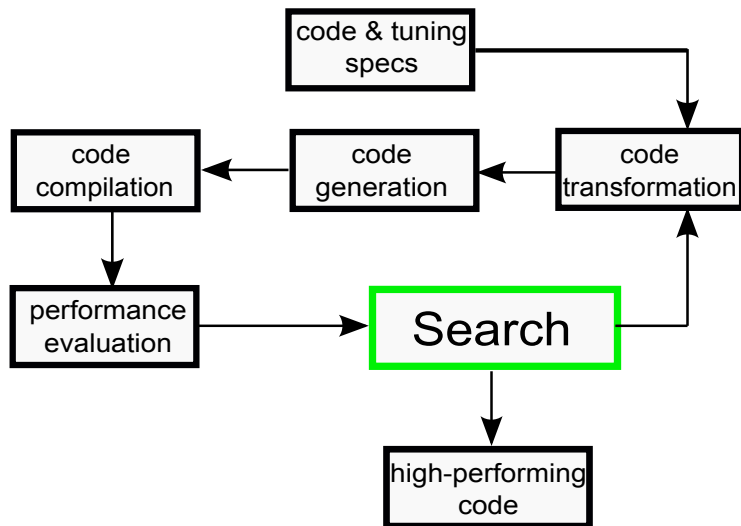 code & tuning
specs
code
compilation
code
generation
code
transformation
performance
evaluation
Search
high-performing
code